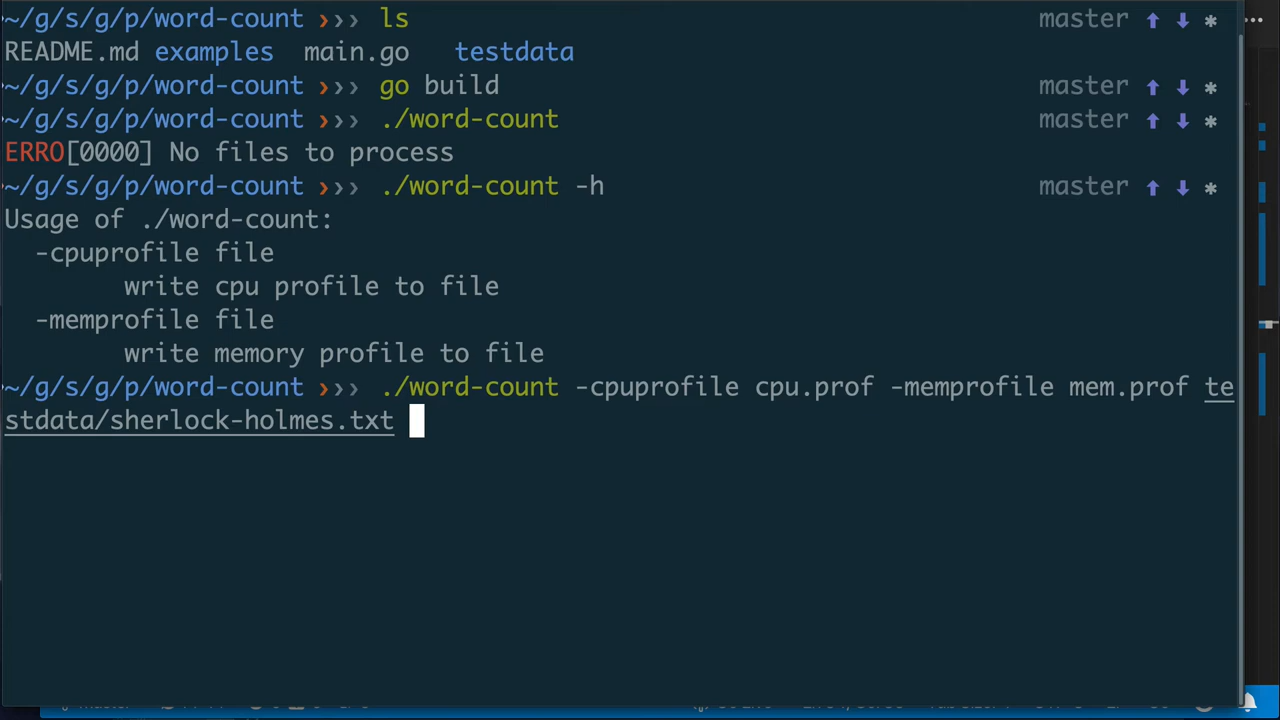 ~/g/s/g/p/word-count ❯❯❯ ls master ⬆ ⬇ ✱
README.md examples main.go testdata
~/g/s/g/p/word-count ❯❯❯ go build master ⬆ ⬇ ✱
~/g/s/g/p/word-count ❯❯❯ ./word-count master ⬆ ⬇ ✱
ERRO[0000] No files to process
~/g/s/g/p/word-count ❯❯❯ ./word-count -h master ⬆ ⬇ ✱
Usage of ./word-count:
-cpuprofile file
write cpu profile to file
-memprofile file
write memory profile to file
~/g/s/g/p/word-count ❯❯❯ ./word-count -cpuprofile cpu.prof -memprofile mem.prof te
stdata/sherlock-holmes.txt